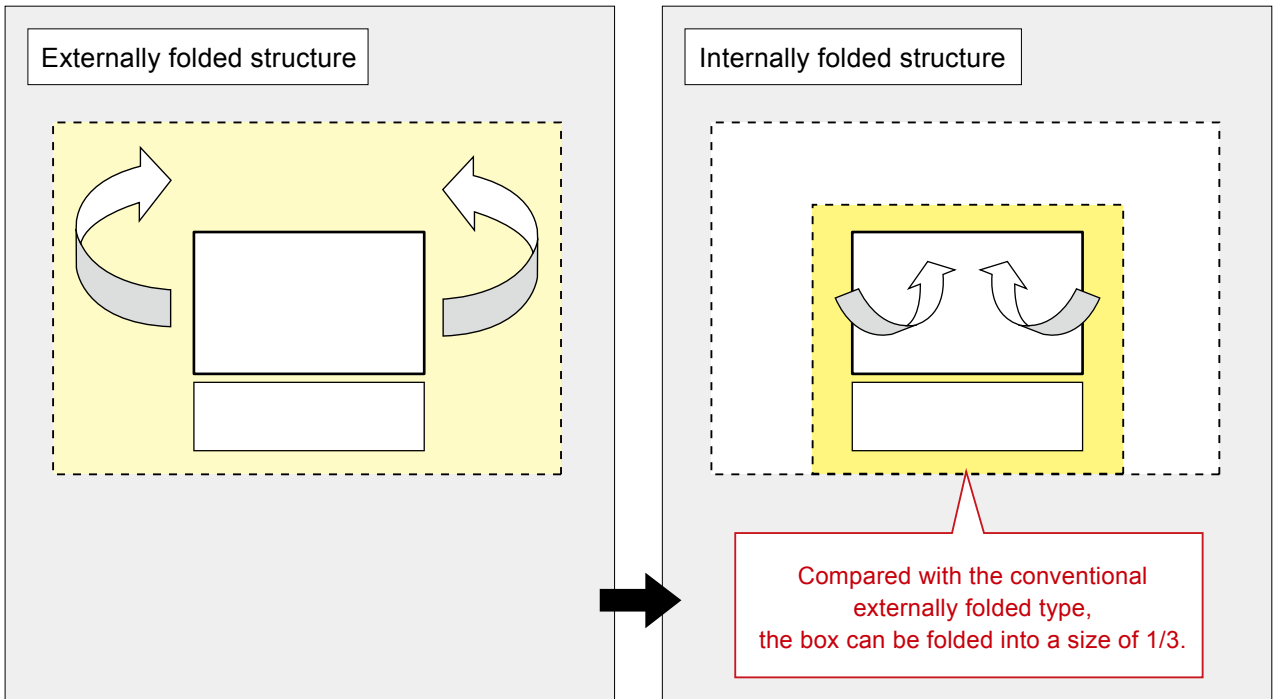 Externally folded structure
Internally folded structure
Compared with the conventional
externally folded type,
the box can be folded into a size of 1/3.